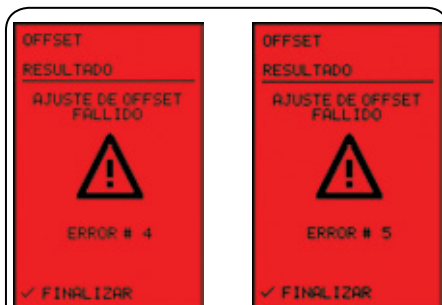 OFFSET
RESULTADO
AJUSTE DE OFFSET
FALLIDO
ERROR # 4
✓ FINALIZAR
OFFSET
RESULTADO
AJUSTE DE OFFSET
FALLIDO
ERROR # 5
✓ FINALIZAR